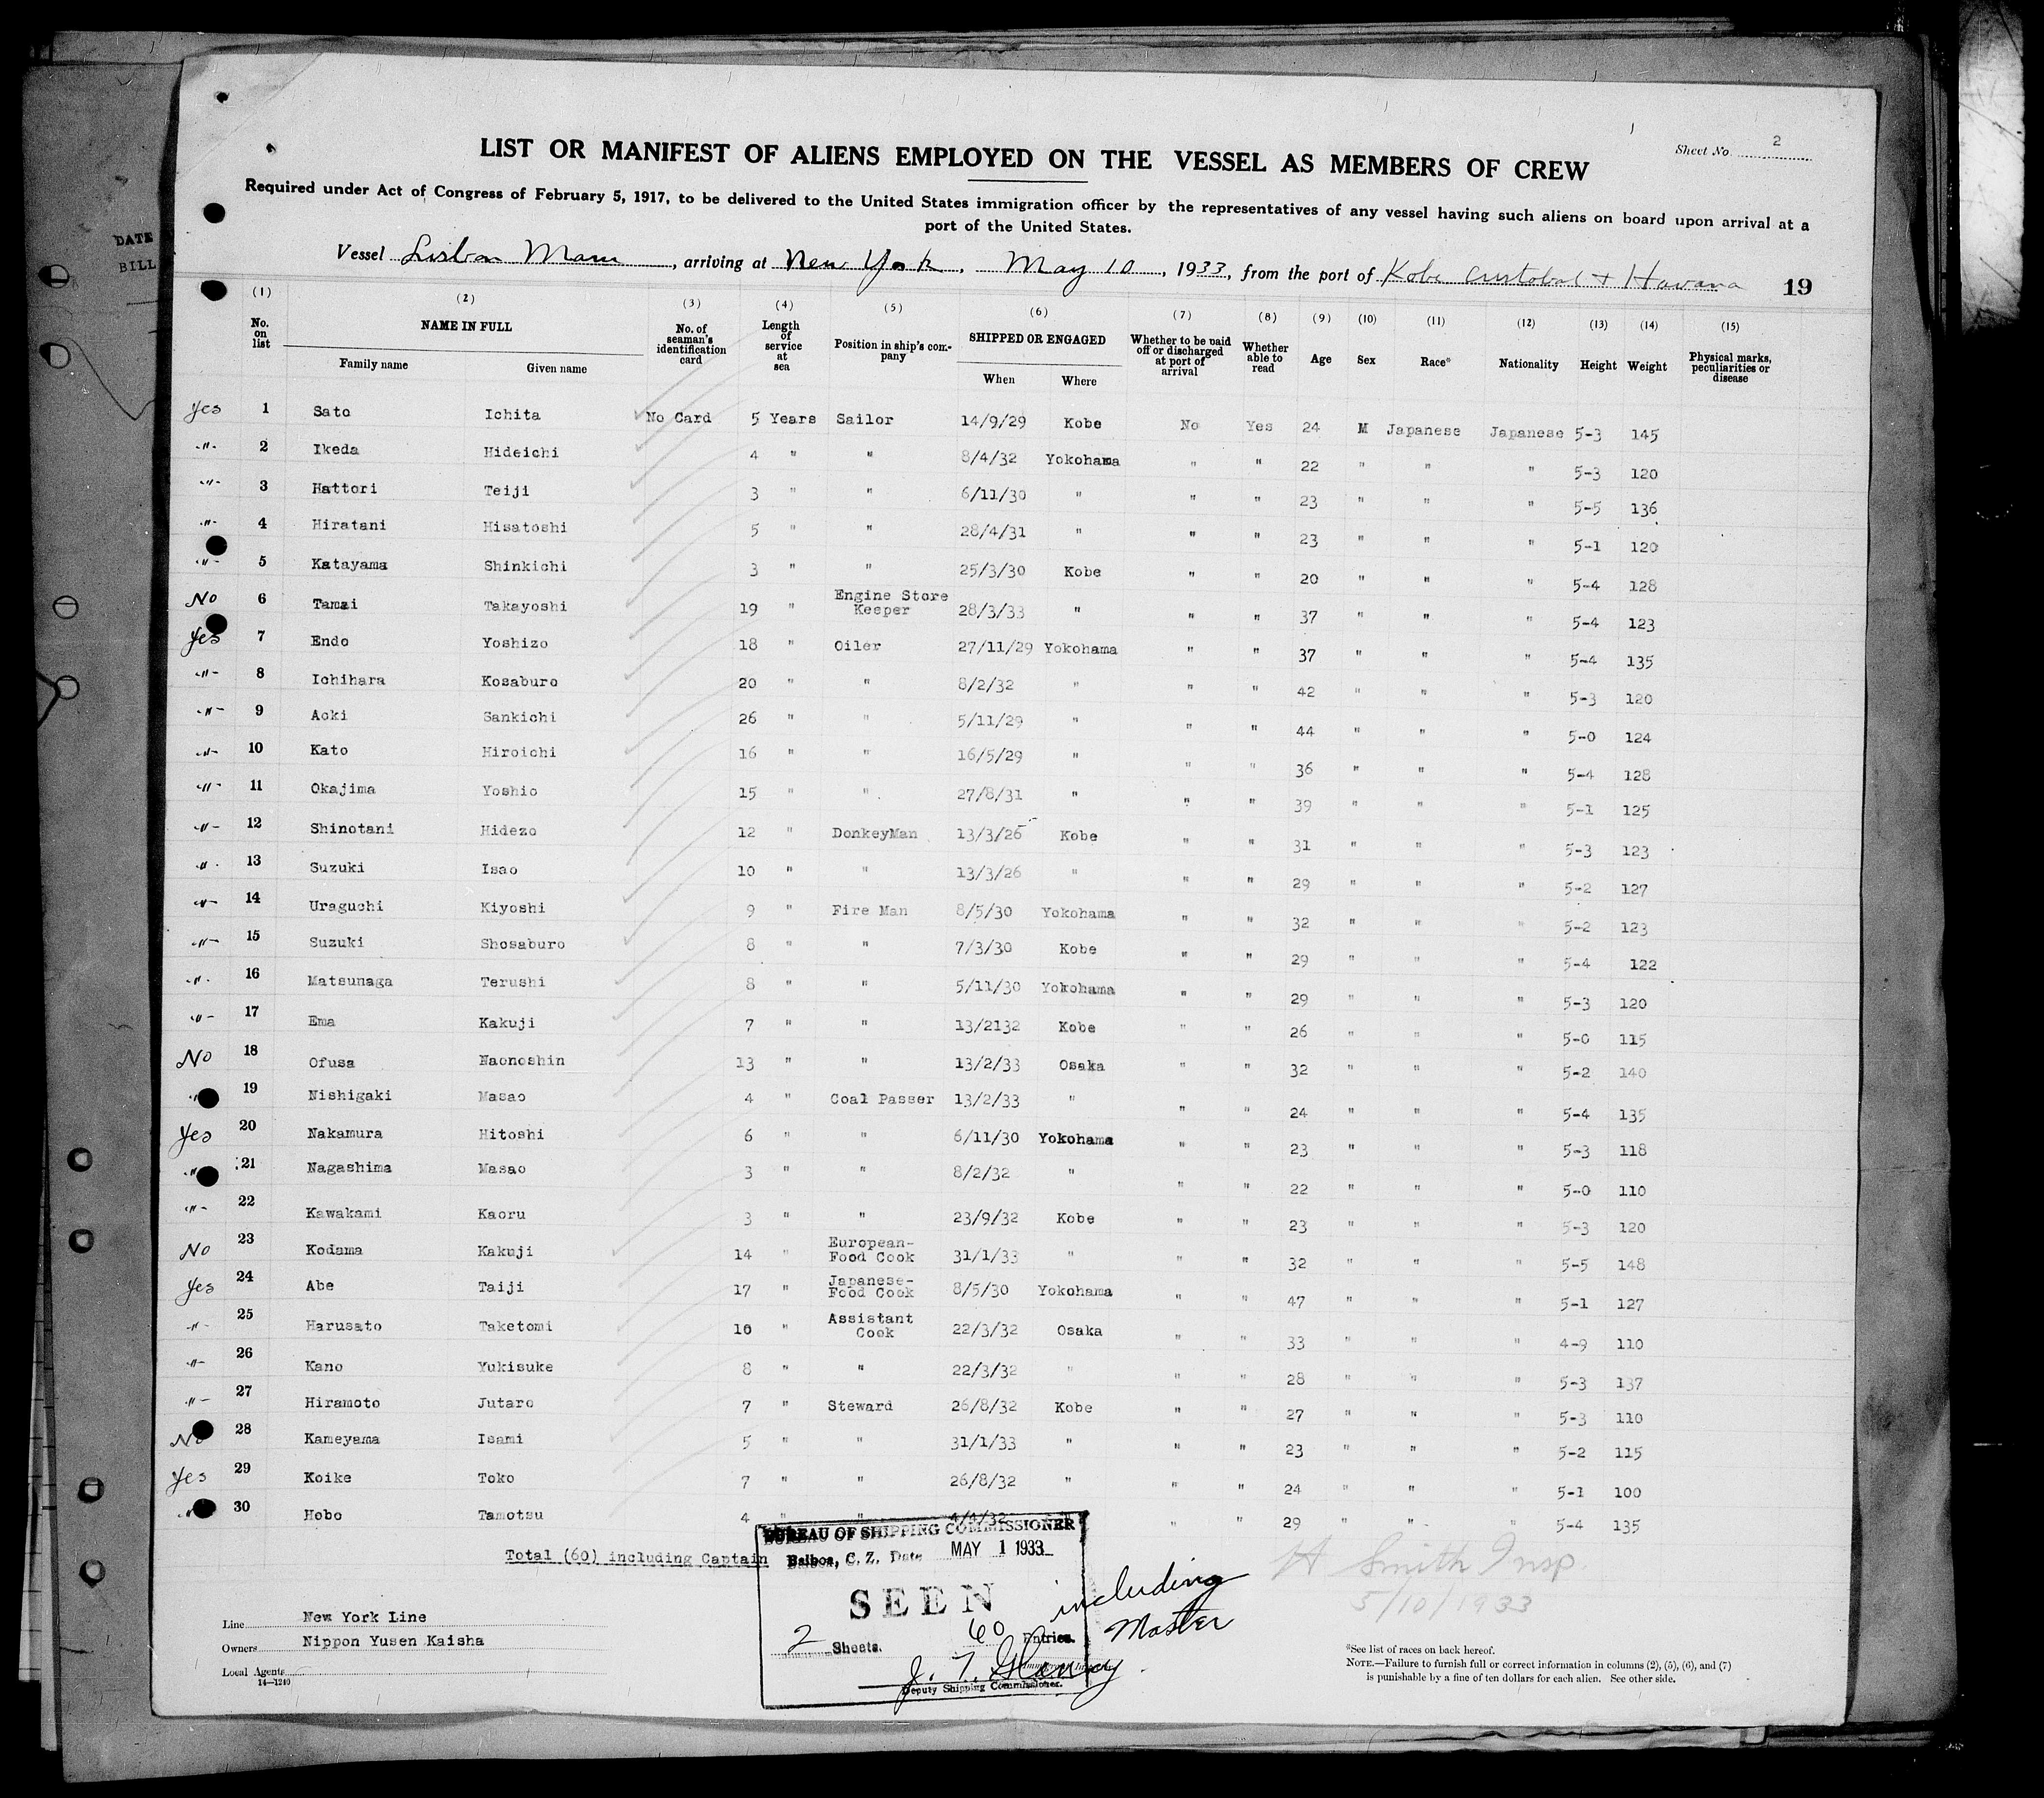 DATE
BILL
Sheet No. 2
LIST OR MANIFEST OF ALIENS EMPLOYED ON THE VESSEL AS MEMBERS OF CREW
Required under Act of Congress of February 5, 1917, to be delivered to the United States immigration officer by the representatives of any vessel having such aliens on board upon arrival at a
port of the United States.
Vessel Lisbon Maru, arriving at New York, May 10, 1933, from the port of Kobe Cristobal + Havana 19
(1) (2) (3) (4) (5) (6) (7) (8) (9) (10) (11) (12) (13) (14) (15)
No. on list NAME IN FULL Family name Given name No. of seaman's identification card Length of service at sea Position in ship's company SHIPPED OR ENGAGED When Where Whether to be paid off or discharged at port of arrival Whether able to read Age Sex Race* Nationality Height Weight Physical marks, peculiarities or disease
Yes 1 Sato Ichita No Card 5 Years Sailor 14/9/29 Kobe No Yes 24 M Japanese Japanese 5-3 145
-"- 2 Ikeda Hideichi 4 " " 8/4/32 Yokohama " " 22 " " " 5-3 120
-"- 3 Hattori Teiji 3 " " 6/11/30 " " " 23 " " " 5-5 136
-"- 4 Hiratani Hisatoshi 5 " " 28/4/31 " " " 23 " " " 5-1 120
-"- 5 Katayama Shinkichi 3 " " 25/3/30 Kobe " " 20 " " " 5-4 128
No 6 Tamai Takayoshi 19 " Engine Store Keeper 28/3/33 " " " 37 " " " 5-4 123
Yes 7 Endo Yoshizo 18 " Oiler 27/11/29 Yokohama " " 37 " " " 5-4 135
-"- 8 Ichihara Kosaburo 20 " " 8/2/32 " " " 42 " " " 5-3 120
-"- 9 Aoki Sankichi 26 " " 5/11/29 " " " 44 " " " 5-0 124
-"- 10 Kato Hiroichi 16 " " 16/5/29 " " " 36 " " " 5-4 128
-"- 11 Okajima Yoshio 15 " " 27/8/31 " " " 39 " " " 5-1 125
-"- 12 Shinotani Hidezo 12 " DonkeyMan 13/3/26 Kobe " " 31 " " " 5-3 123
-"- 13 Suzuki Isao 10 " " 13/3/26 " " " 29 " " " 5-2 127
-"- 14 Uraguchi Kiyoshi 9 " Fire Man 8/5/30 Yokohama " " 32 " " " 5-2 123
-"- 15 Suzuki Shosaburo 8 " " 7/3/30 Kobe " " 29 " " " 5-4 122
-"- 16 Matsunaga Terushi 8 " " 5/11/30 Yokohama " " 29 " " " 5-3 120
-"- 17 Ema Kakuji 7 " " 13/2132 Kobe " " 26 " " " 5-0 115
No 18 Ofusa Naonoshin 13 " " 13/2/33 Osaka " " 32 " " " 5-2 140
" 19 Nishigaki Masao 4 " Coal Passer 13/2/33 " " " 24 " " " 5-4 135
Yes 20 Nakamura Hitoshi 6 " " 6/11/30 Yokohama " " 23 " " " 5-3 118
" 21 Nagashima Masao 3 " " 8/2/32 " " " 22 " " " 5-0 110
-"- 22 Kawakami Kaoru 3 " " 23/9/32 Kobe " " 23 " " " 5-3 120
No 23 Kodama Kakuji 14 " European-Food Cook 31/1/33 " " " 32 " " " 5-5 148
Yes 24 Abe Taiji 17 " Japanese-Food Cook 8/5/30 Yokohama " " 47 " " " 5-1 127
-"- 25 Harusato Taketomi 16 " Assistant Cook 22/3/32 Osaka " " 33 " " " 4-9 110
-"- 26 Kano Yukisuke 8 " " 22/3/32 " " " 28 " " " 5-3 137
-"- 27 Hiramoto Jutaro 7 " Steward 26/8/32 Kobe " " 27 " " " 5-3 110
No 28 Kameyama Isami 5 " " 31/1/33 " " " 23 " " " 5-2 115
Yes 29 Koike Toko 7 " " 26/8/32 " " " 24 " " " 5-1 100
" 30 Hobo Tamotsu 4 " " 4/4/32 " " 29 " " " 5-4 135
Total (60) including Captain
BUREAU OF SHIPPING COMMISSIONER
Balboa, C. Z. Date MAY 1 1933
SEEN
2 Sheets. 60 Entries.
including Master
Deputy Shipping Commissioner.
H Smith Insp.
5/10/1933
Line New York Line
Owners Nippon Yusen Kaisha
Local Agents
14—1240
*See list of races on back hereof.
NOTE.—Failure to furnish full or correct information in columns (2), (5), (6), and (7)
is punishable by a fine of ten dollars for each alien. See other side.